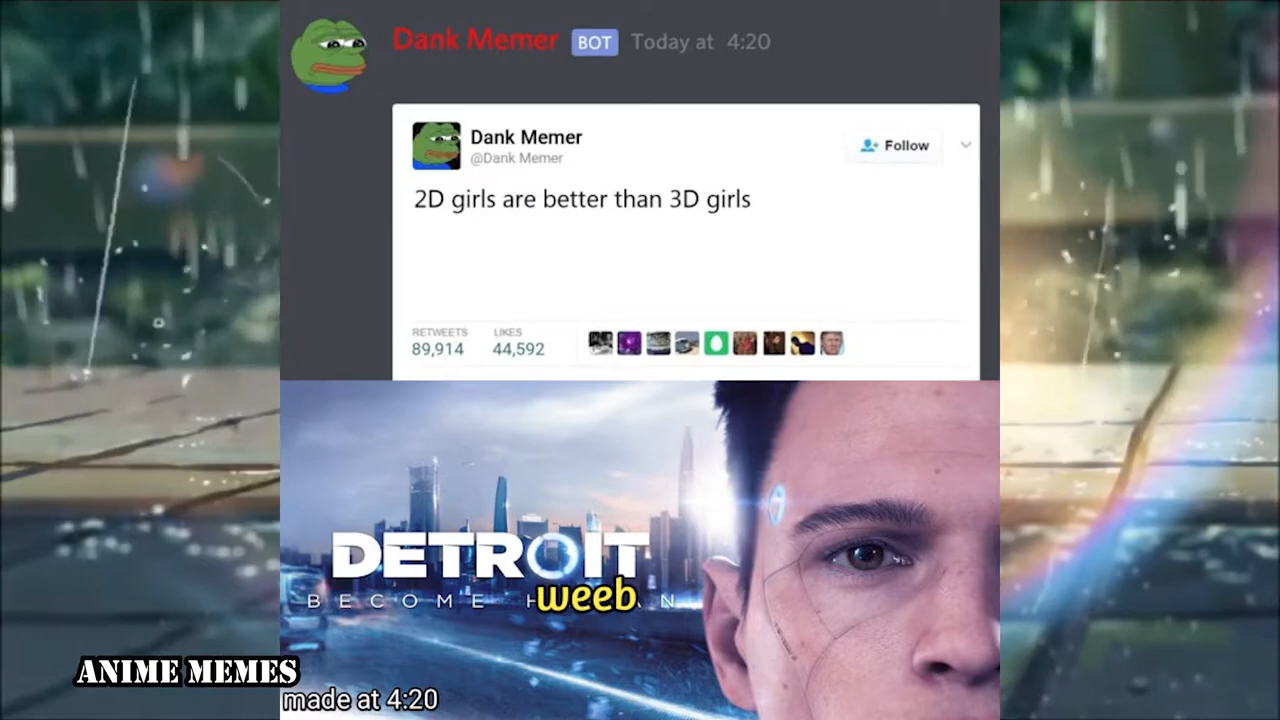 Dank Memer BOT Today at 4:20
Dank Memer
@Dank Memer
Follow
2D girls are better than 3D girls
RETWEETS LIKES
89,914 44,592
DETROIT
BECOME H weeb N
ANIME MEMES
made at 4:20